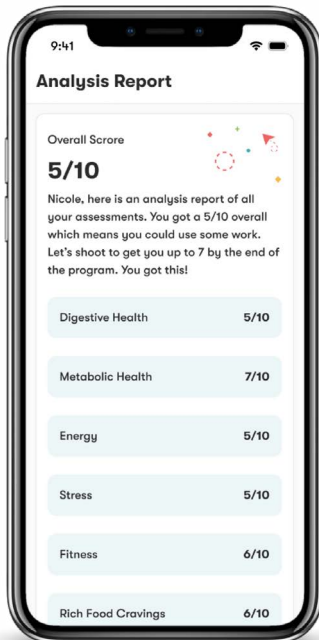 9:41
Analysis Report
Overall Scrore
5/10
Nicole, here is an analysis report of all
your assessments. You got a 5/10 overall
which means you could use some work.
Let's shoot to get you up to 7 by the end of
the program. You got this!
Digestive Health 5/10
Metabolic Health 7/10
Energy 5/10
Stress 5/10
Fitness 6/10
Rich Food Cravings 6/10